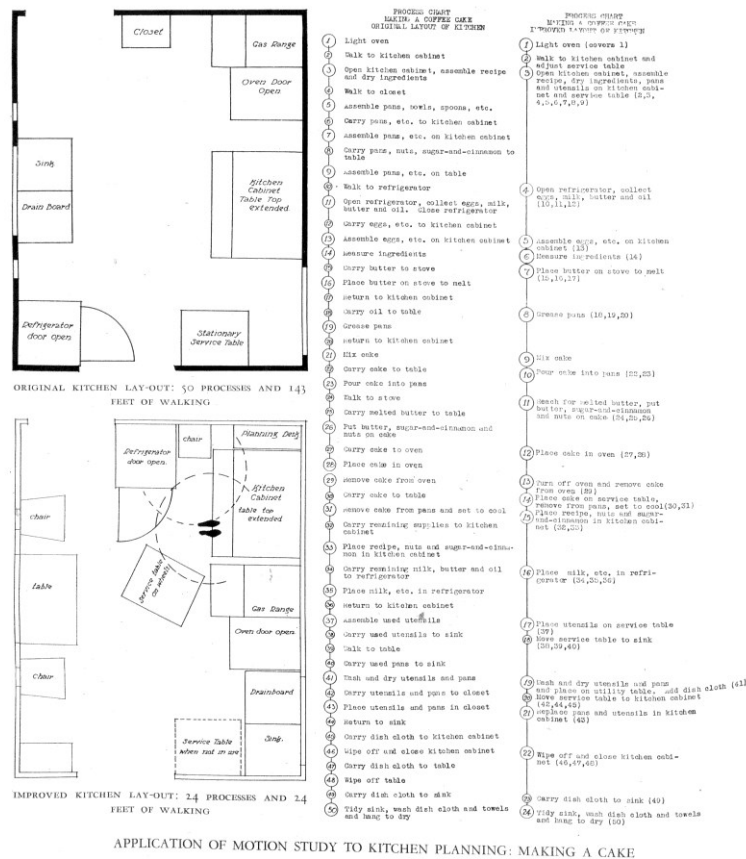 Closet
Gas Range
Oven Door
Open
Sink
Drain Board
Kitchen
Cabinet
Table Top
extended
Refrigerator
door open
Stationary
Service Table
ORIGINAL KITCHEN LAY-OUT: 50 PROCESSES AND 143
FEET OF WALKING
Refrigerator
door open.
chair
Planning Desk
Kitchen
Cabinet
table top
extended
chair
table
chair
Service table
on wheels
Gas Range
Oven door open
Drainboard
Sink.
Service Table
when not in use
IMPROVED KITCHEN LAY-OUT: 24 PROCESSES AND 24
FEET OF WALKING
PROCESS CHART
MAKING A COFFEE CAKE
ORIGINAL LAYOUT OF KITCHEN
1 Light oven
2 Walk to kitchen cabinet
3 Open kitchen cabinet, assemble recipe
and dry ingredients
4 Walk to closet
5 Assemble pans, bowls, spoons, etc.
6 Carry pans, etc. to kitchen cabinet
7 Assemble pans, etc. on kitchen cabinet
8 Carry pans, nuts, sugar-and-cinnamon to
table
9 Assemble pans, etc. on table
10 Walk to refrigerator
11 Open refrigerator, collect eggs, milk,
butter and oil. Close refrigerator
12 Carry eggs, etc. to kitchen cabinet
13 Assemble eggs, etc. on kitchen cabinet
14 Measure ingredients
15 Carry butter to stove
16 Place butter on stove to melt
17 Return to kitchen cabinet
18 Carry oil to table
19 Grease pans
20 Return to kitchen cabinet
21 Mix cake
22 Carry cake to table
23 Pour cake into pans
24 Walk to stove
25 Carry melted butter to table
26 Put butter, sugar-and-cinnamon and
nuts on cake
27 Carry cake to oven
28 Place cake in oven
29 Remove cake from oven
30 Carry cake to table
31 Remove cake from pans and set to cool
32 Carry remaining supplies to kitchen
cabinet
33 Place recipe, nuts and sugar-and-cinna-
mon in kitchen cabinet
34 Carry remaining milk, butter and oil
to refrigerator
35 Place milk, etc. in refrigerator
36 Return to kitchen cabinet
37 Assemble used utensils
38 Carry used utensils to sink
39 Walk to table
40 Carry used pans to sink
41 Wash and dry utensils and pans
42 Carry utensils and pans to closet
43 Place utensils and pans in closet
44 Return to sink
45 Carry dish cloth to kitchen cabinet
46 Wipe off and close kitchen cabinet
47 Carry dish cloth to table
48 Wipe off table
49 Carry dish cloth to sink
50 Tidy sink, wash dish cloth and towels
and hang to dry
PROCESS CHART
MAKING A COFFEE CAKE
IMPROVED LAYOUT OF KITCHEN
1 Light oven (covers 1)
2 Walk to kitchen cabinet and
adjust service table
3 Open kitchen cabinet, assemble
recipe, dry ingredients, pans
and utensils on kitchen cabi-
net and service table (2,3,
4,5,6,7,8,9)
4 Open refrigerator, collect
eggs, milk, butter and oil
(10,11,12)
5 Assemble eggs, etc. on kitchen
cabinet (13)
6 Measure ingredients (14)
7 Place butter on stove to melt
(15,16,17)
8 Grease pans (18,19,20)
9 Mix cake
10 Pour cake into pans (22,23)
11 Reach for melted butter, put
butter, sugar-and-cinnamon
and nuts on cake (24,25,26)
12 Place cake in oven (27,28)
13 Turn off oven and remove cake
from oven (29)
14 Place cake on service table,
remove from pans, set to cool(30,31)
15 Place recipe, nuts and sugar-
and-cinnamon in kitchen cabi-
net (32,33)
16 Place milk, etc. in refri-
gerator (34,35,36)
17 Place utensils on service table
(37)
18 Move service table to sink
(38,39,40)
19 Wash and dry utensils and pans
and place on utility table. Add dish cloth (41)
20 Move service table to kitchen cabinet
(42,44,45)
21 Replace pans and utensils in kitchen
cabinet (43)
22 Wipe off and close kitchen cabi-
net (46,47,48)
23 Carry dish cloth to sink (49)
24 Tidy sink, wash dish cloth and towels
and hang to dry (50)
APPLICATION OF MOTION STUDY TO KITCHEN PLANNING: MAKING A CAKE